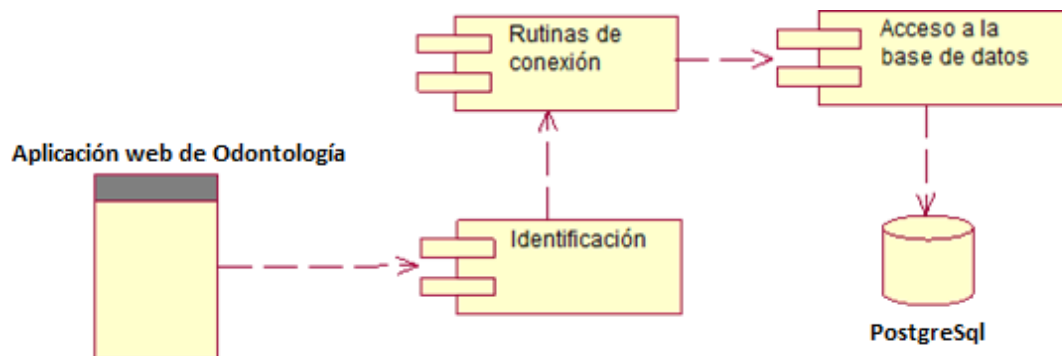 Rutinas de
conexión
Acceso a la
base de datos
Aplicación web de Odontología
Identificación
PostgreSql